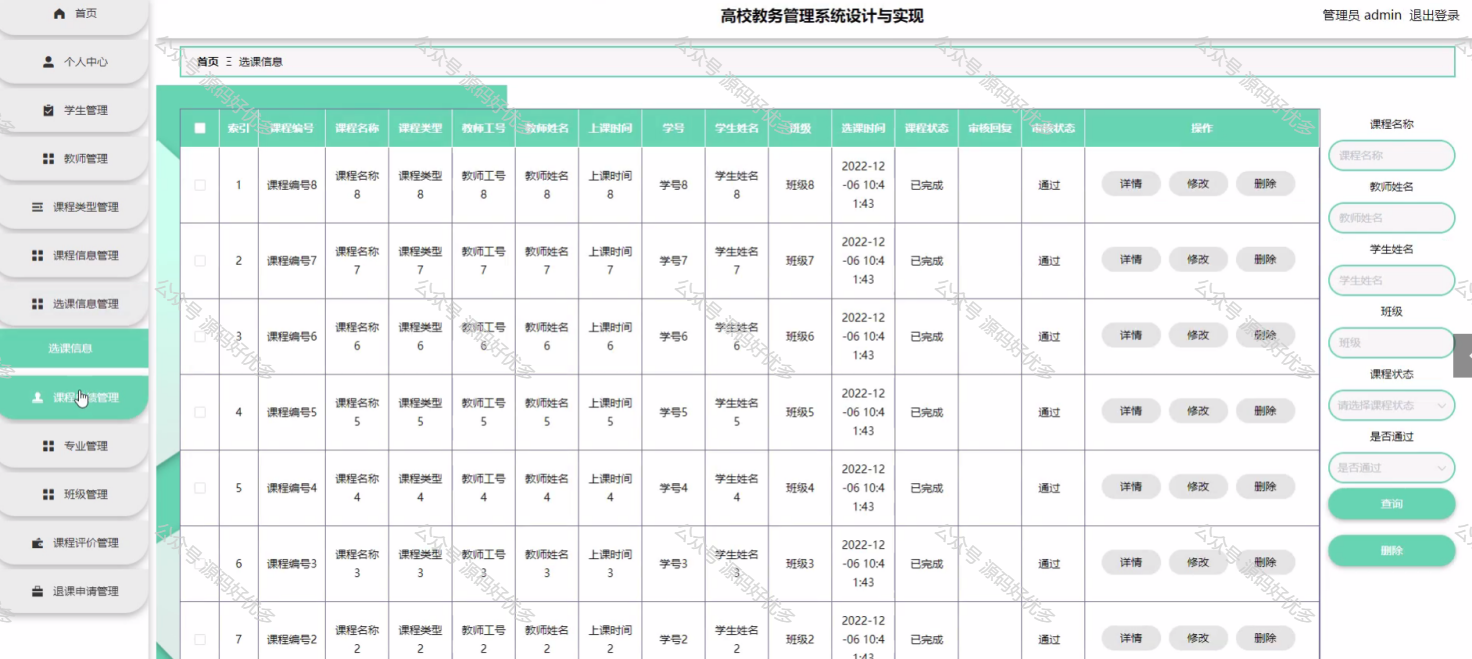 高校教务管理系统设计与实现
管理员 admin 退出登录
首页
个人中心
学生管理
教师管理
课程类型管理
课程信息管理
选课信息管理
选课信息
专业管理
班级管理
课程评价管理
退课申请管理
首页 Ξ 选课信息
索引 课程编号 课程名称 课程类型 教师工号 教师姓名 上课时间 学号 学生姓名 班级 选课时间 课程状态 审核回复 审核状态 操作
1 课程编号8 课程名称8 课程类型8 教师工号8 教师姓名8 上课时间8 学号8 学生姓名8 班级8 2022-12-06 10:41:43 已完成 通过 详情 修改 删除
2 课程编号7 课程名称7 课程类型7 教师工号7 教师姓名7 上课时间7 学号7 学生姓名7 班级7 2022-12-06 10:41:43 已完成 通过 详情 修改 删除
3 课程编号6 课程名称6 课程类型6 教师工号6 教师姓名6 上课时间6 学号6 学生姓名6 班级6 2022-12-06 10:41:43 已完成 通过 详情 修改 删除
4 课程编号5 课程名称5 课程类型5 教师工号5 教师姓名5 上课时间5 学号5 学生姓名5 班级5 2022-12-06 10:41:43 已完成 通过 详情 修改 删除
5 课程编号4 课程名称4 课程类型4 教师工号4 教师姓名4 上课时间4 学号4 学生姓名4 班级4 2022-12-06 10:41:43 已完成 通过 详情 修改 删除
6 课程编号3 课程名称3 课程类型3 教师工号3 教师姓名3 上课时间3 学号3 学生姓名3 班级3 2022-12-06 10:41:43 已完成 通过 详情 修改 删除
7 课程编号2 课程名称2 课程类型2 教师工号2 教师姓名2 上课时间2 学号2 学生姓名2 班级2 2022-12-06 10:41:43 已完成 通过 详情 修改 删除
课程名称
课程名称
教师姓名
教师姓名
学生姓名
学生姓名
班级
班级
课程状态
请选择课程状态
是否通过
是否通过
查询
删除
公众号:源码好优多